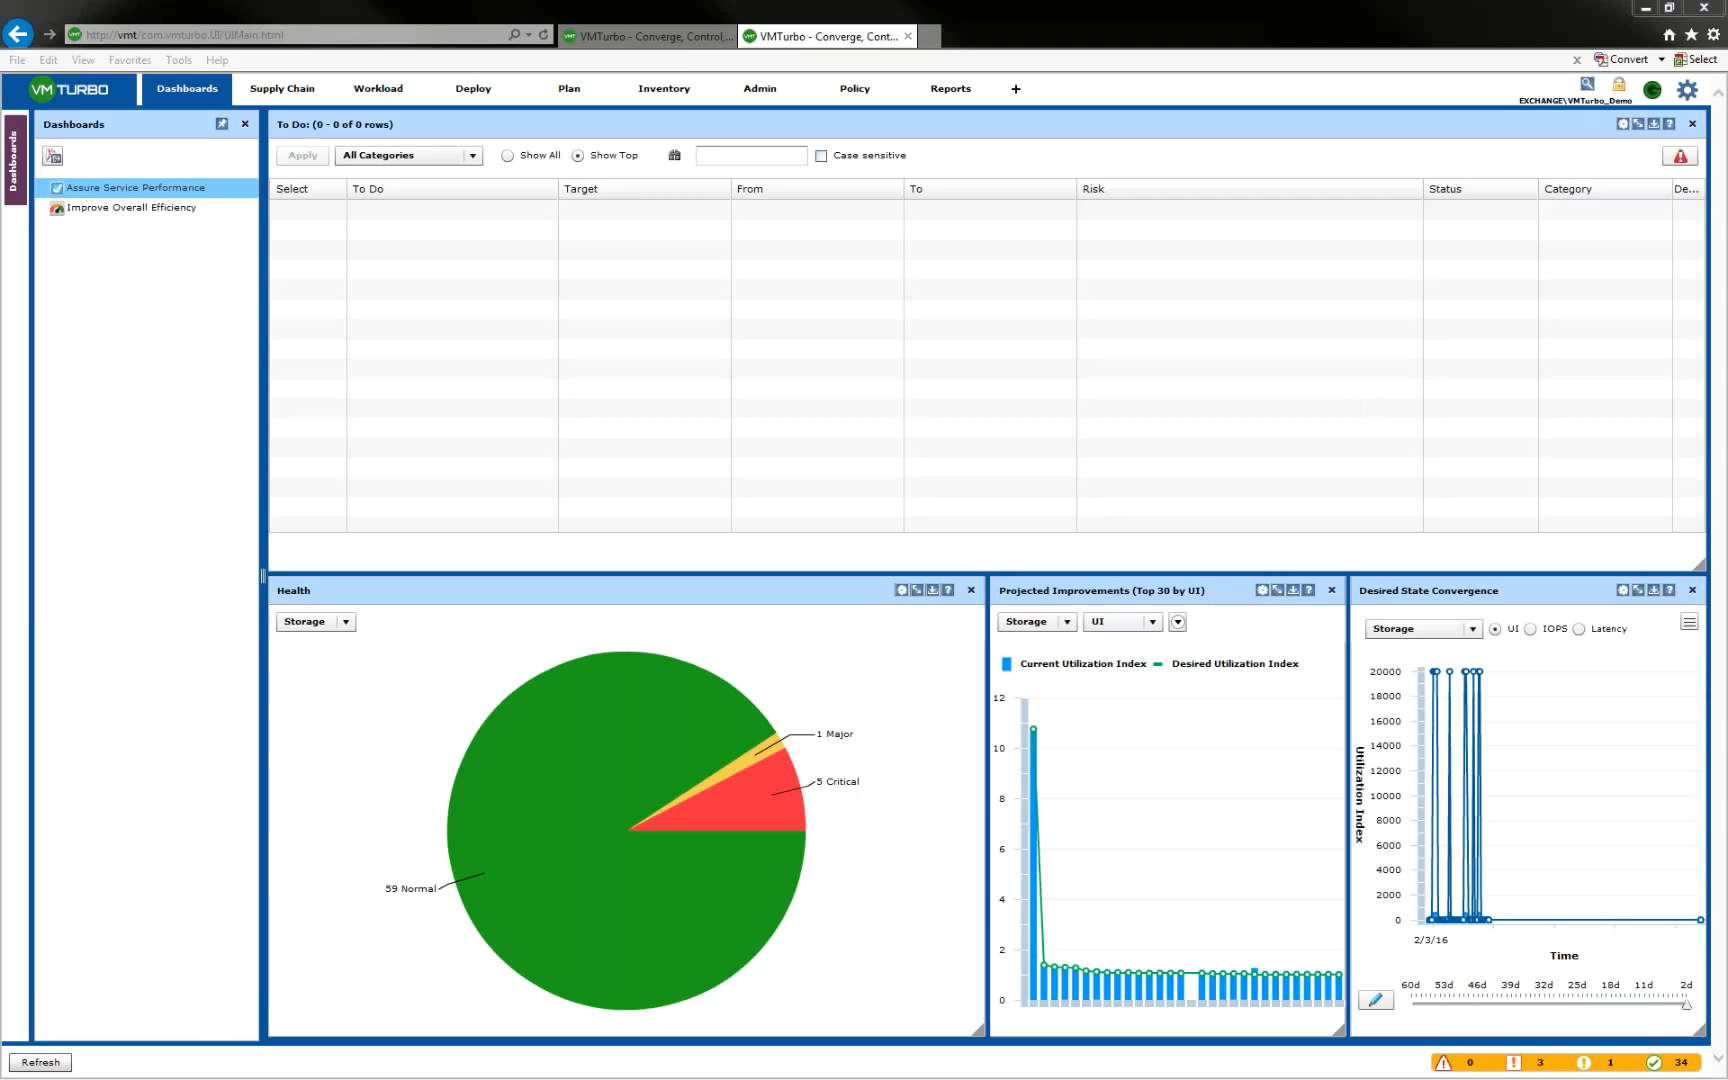 http://vmt/com.vmturbo.UI/UIMain.html
VMTurbo - Converge, Control,...
VMTurbo - Converge, Cont...
File Edit View Favorites Tools Help
Convert Select
VM TURBO
Dashboards Supply Chain Workload Deploy Plan Inventory Admin Policy Reports +
EXCHANGE\VMTurbo_Demo
Dashboards
Dashboards
Assure Service Performance
Improve Overall Efficiency
To Do: (0 - 0 of 0 rows)
Apply All Categories Show All Show Top Case sensitive
Select To Do Target From To Risk Status Category De...
Health
Storage
1 Major
5 Critical
59 Normal
Projected Improvements (Top 30 by UI)
Storage UI
Current Utilization Index Desired Utilization Index
12
10
8
6
4
2
0
Desired State Convergence
Storage UI IOPS Latency
Utilization Index
20000
18000
16000
14000
12000
10000
8000
6000
4000
2000
0
2/3/16
Time
60d 53d 46d 39d 32d 25d 18d 11d 2d
Refresh
0 3 1 34